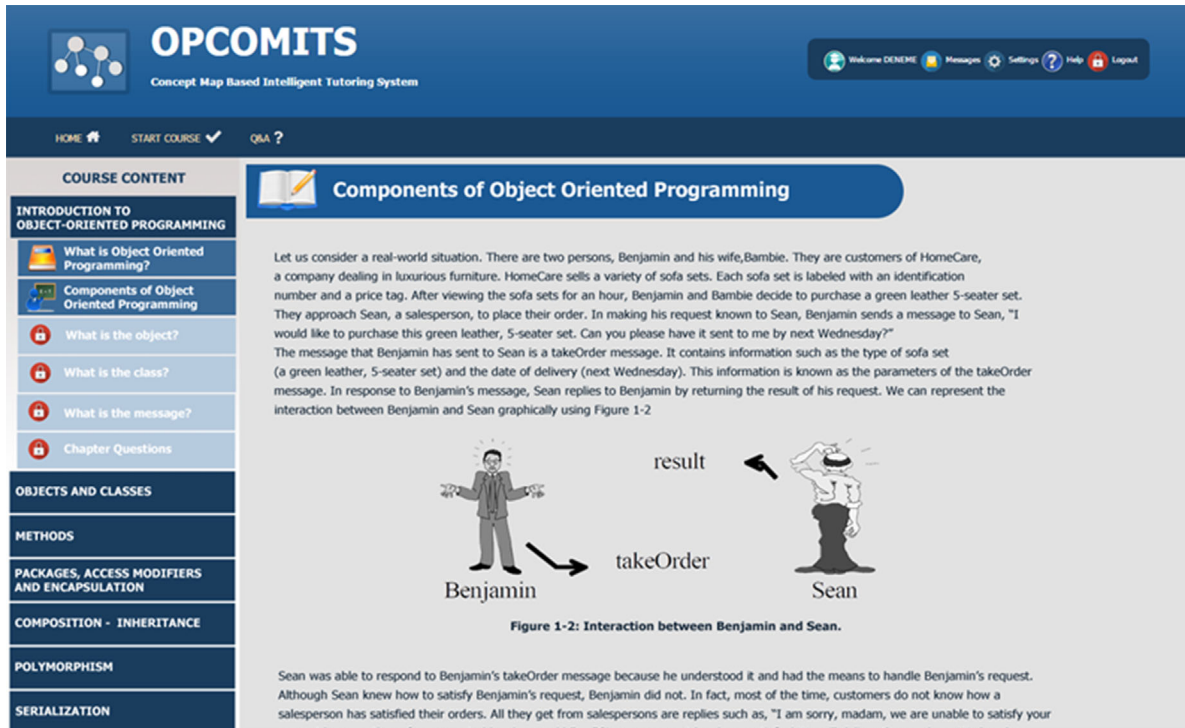 OPCOMITS
Concept Map Based Intelligent Tutoring System
Welcome DENEME Messages Settings Help Logout
HOME START COURSE Q&A ?
COURSE CONTENT
INTRODUCTION TO
OBJECT-ORIENTED PROGRAMMING
What is Object Oriented
Programming?
Components of Object
Oriented Programming
What is the object?
What is the class?
What is the message?
Chapter Questions
OBJECTS AND CLASSES
METHODS
PACKAGES, ACCESS MODIFIERS
AND ENCAPSULATION
COMPOSITION - INHERITANCE
POLYMORPHISM
SERIALIZATION
Components of Object Oriented Programming
Let us consider a real-world situation. There are two persons, Benjamin and his wife,Bambie. They are customers of HomeCare,
a company dealing in luxurious furniture. HomeCare sells a variety of sofa sets. Each sofa set is labeled with an identification
number and a price tag. After viewing the sofa sets for an hour, Benjamin and Bambie decide to purchase a green leather 5-seater set.
They approach Sean, a salesperson, to place their order. In making his request known to Sean, Benjamin sends a message to Sean, "I
would like to purchase this green leather, 5-seater set. Can you please have it sent to me by next Wednesday?"
The message that Benjamin has sent to Sean is a takeOrder message. It contains information such as the type of sofa set
(a green leather, 5-seater set) and the date of delivery (next Wednesday). This information is known as the parameters of the takeOrder
message. In response to Benjamin's message, Sean replies to Benjamin by returning the result of his request. We can represent the
interaction between Benjamin and Sean graphically using Figure 1-2
result
takeOrder
Benjamin Sean
Figure 1-2: Interaction between Benjamin and Sean.
Sean was able to respond to Benjamin's takeOrder message because he understood it and had the means to handle Benjamin's request.
Although Sean knew how to satisfy Benjamin's request, Benjamin did not. In fact, most of the time, customers do not know how a
salesperson has satisfied their orders. All they get from salespersons are replies such as, "I am sorry, madam, we are unable to satisfy your